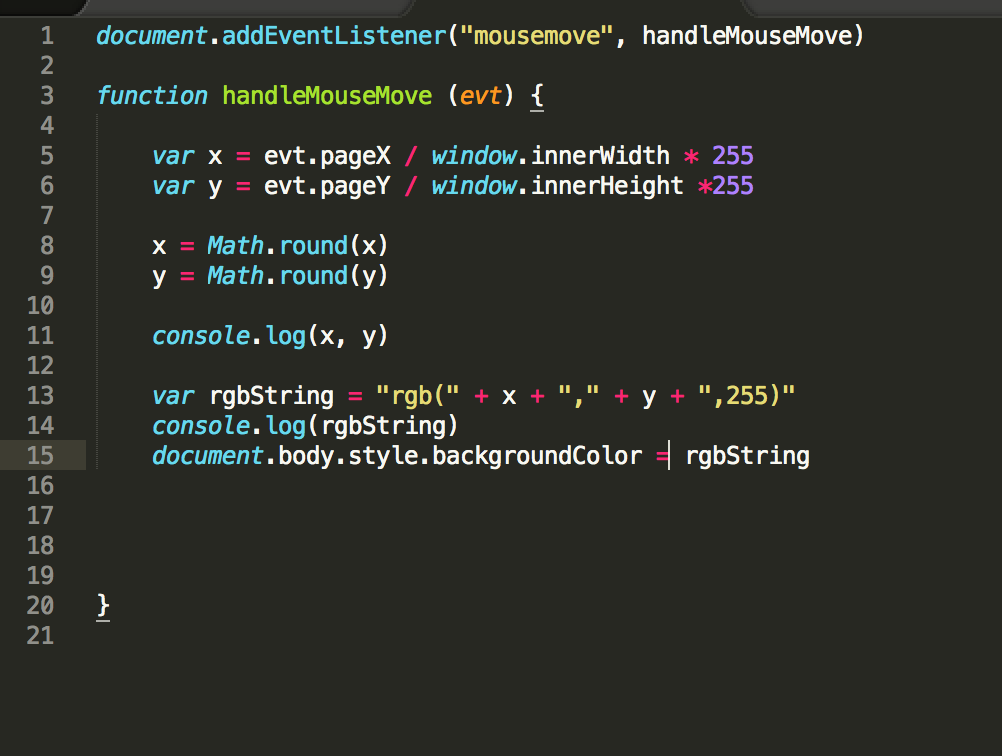 1 document.addEventListener("mousemove", handleMouseMove)
2
3 function handleMouseMove (evt) {
4
5 var x = evt.pageX / window.innerWidth * 255
6 var y = evt.pageY / window.innerHeight *255
7
8 x = Math.round(x)
9 y = Math.round(y)
10
11 console.log(x, y)
12
13 var rgbString = "rgb(" + x + "," + y + ",255)"
14 console.log(rgbString)
15 document.body.style.backgroundColor = rgbString
16
17
18
19
20 }
21